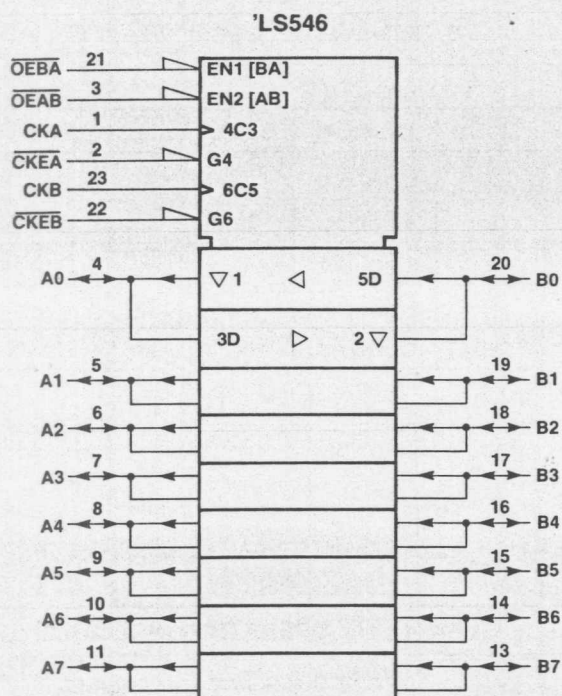 'LS546
OEBA 21 EN1 [BA]
OEAB 3 EN2 [AB]
CKA 1 4C3
CKEA 2 G4
CKB 23 6C5
CKEB 22 G6
A0 4 ▽ 1 ◁ 5D 20 B0
3D ▷ 2 ▽
A1 5 19 B1
A2 6 18 B2
A3 7 17 B3
A4 8 16 B4
A5 9 15 B5
A6 10 14 B6
A7 11 13 B7